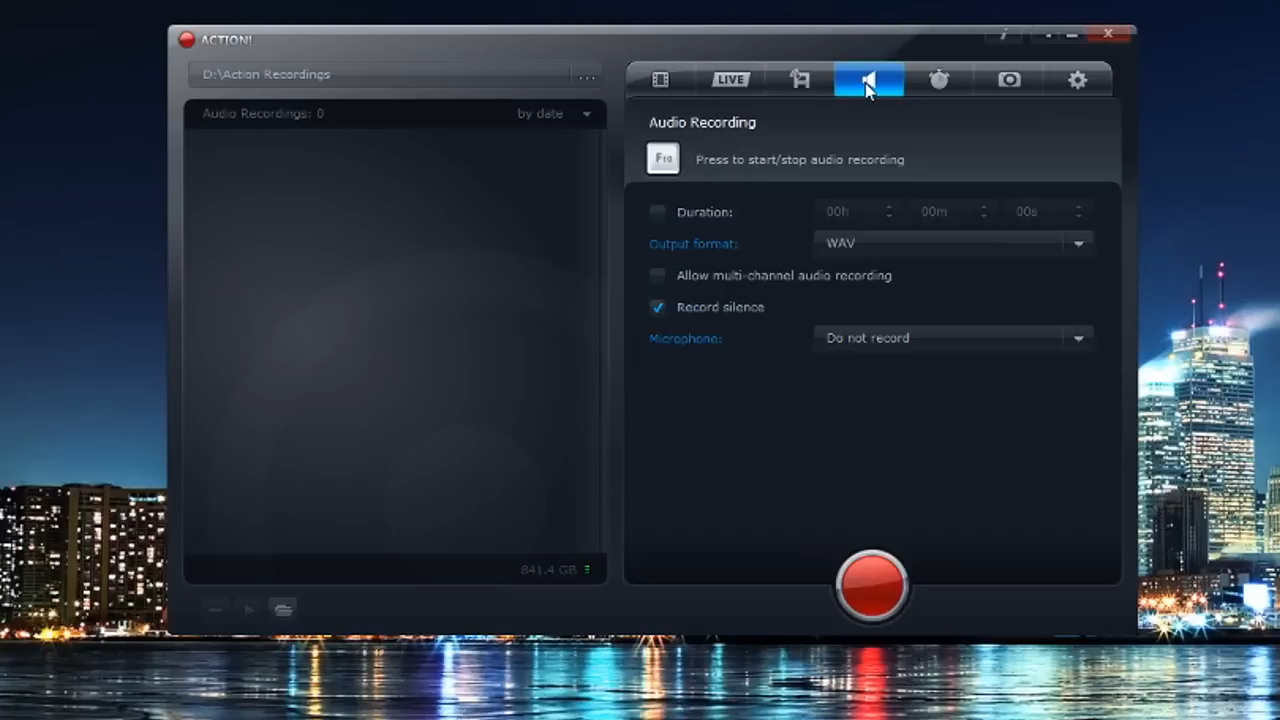 ACTION!
D:\Action Recordings
...
Audio Recordings: 0
by date
841.4 GB
LIVE
Audio Recording
F10 Press to start/stop audio recording
Duration: 00h 00m 00s
Output format: WAV
Allow multi-channel audio recording
Record silence
Microphone: Do not record